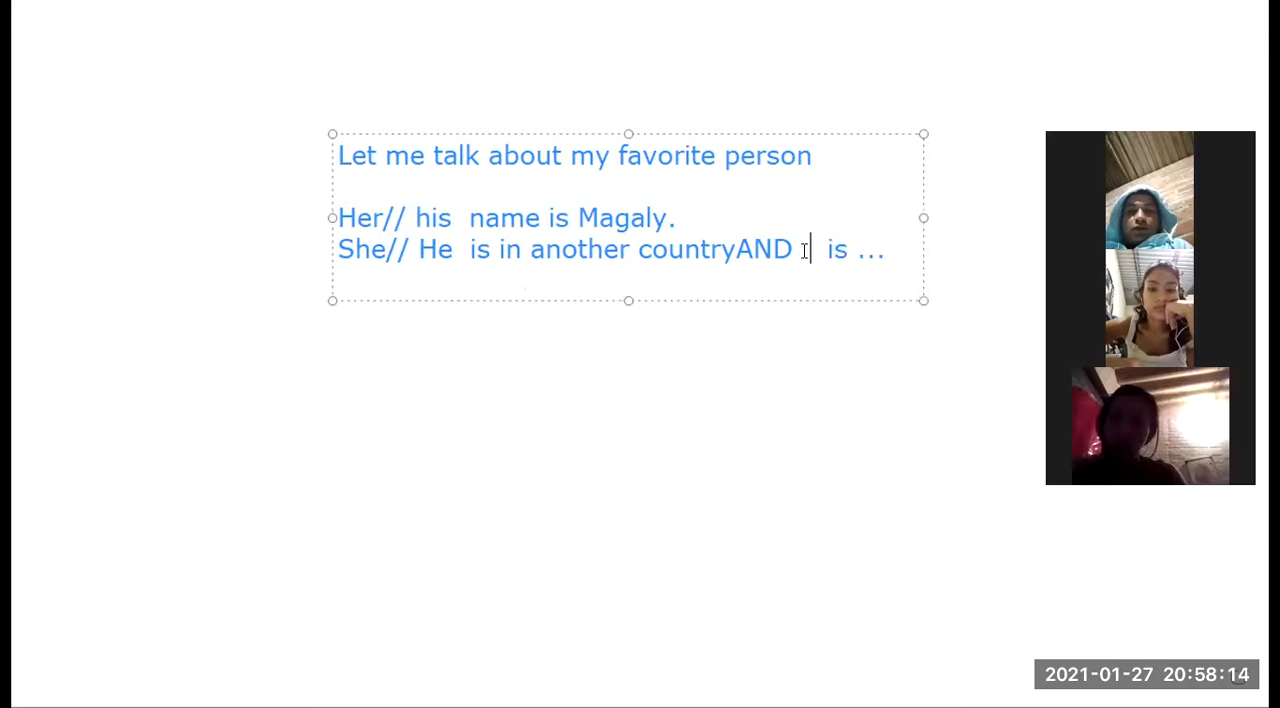 Let me talk about my favorite person
Her// his  name is Magaly.
She// He  is in another countryAND   is ...
2021-01-27 20:58:14